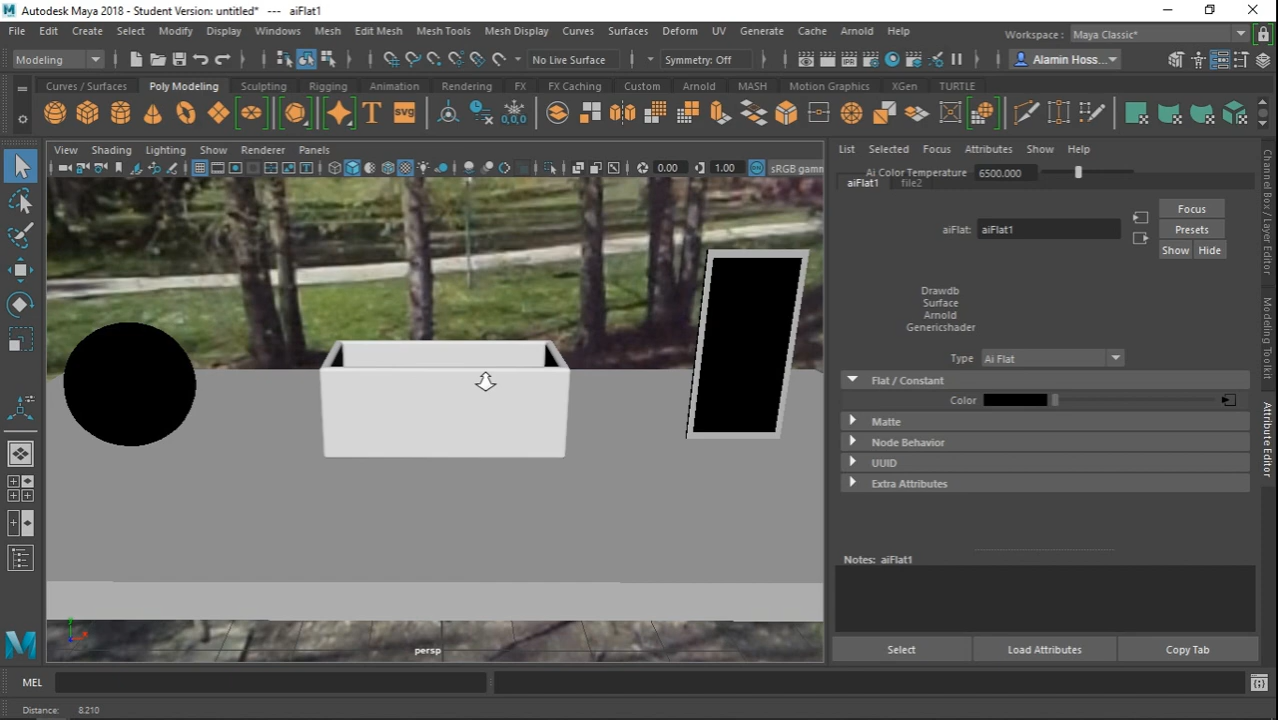 Autodesk Maya 2018 - Student Version: untitled*   ---   aiFlat1
File Edit Create Select Modify Display Windows Mesh Edit Mesh Mesh Tools Mesh Display Curves Surfaces Deform UV Generate Cache Arnold Help
Workspace : Maya Classic*
Modeling No Live Surface Symmetry: Off Alamin Hoss...
Curves / Surfaces Poly Modeling Sculpting Rigging Animation Rendering FX FX Caching Custom Arnold MASH Motion Graphics XGen TURTLE
T SVG 0,0,0
View Shading Lighting Show Renderer Panels
0.00 1.00 sRGB gamm
List Selected Focus Attributes Show Help
Ai Color Temperature 6500.000
aiFlat1 file2
Focus
aiFlat: aiFlat1 Presets
Show Hide
Drawdb
Surface
Arnold
Genericshader
Type Ai Flat
Flat / Constant
Color
Matte
Node Behavior
UUID
Extra Attributes
Notes: aiFlat1
Select Load Attributes Copy Tab
Channel Box / Layer Editor
Modeling Toolkit
Attribute Editor
persp
MEL
Distance: 8.210